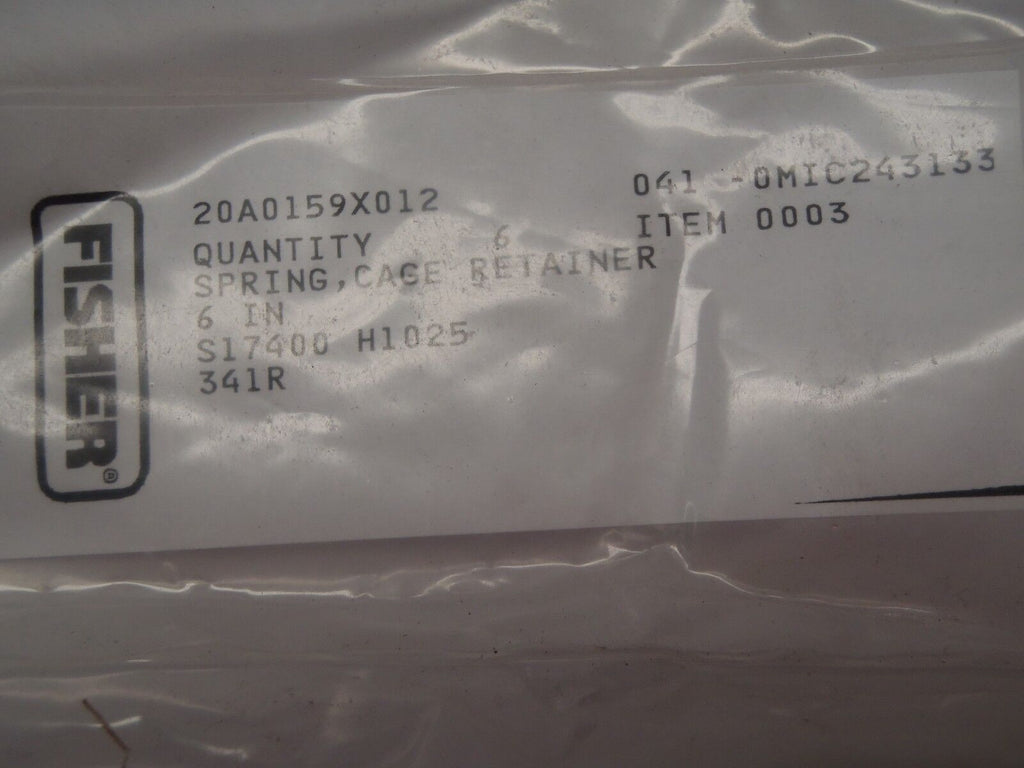 FISHER®
20A0159X012 041 -0MIC243133
QUANTITY 6 ITEM 0003
SPRING,CAGE RETAINER
6 IN
S17400 H1025
341R